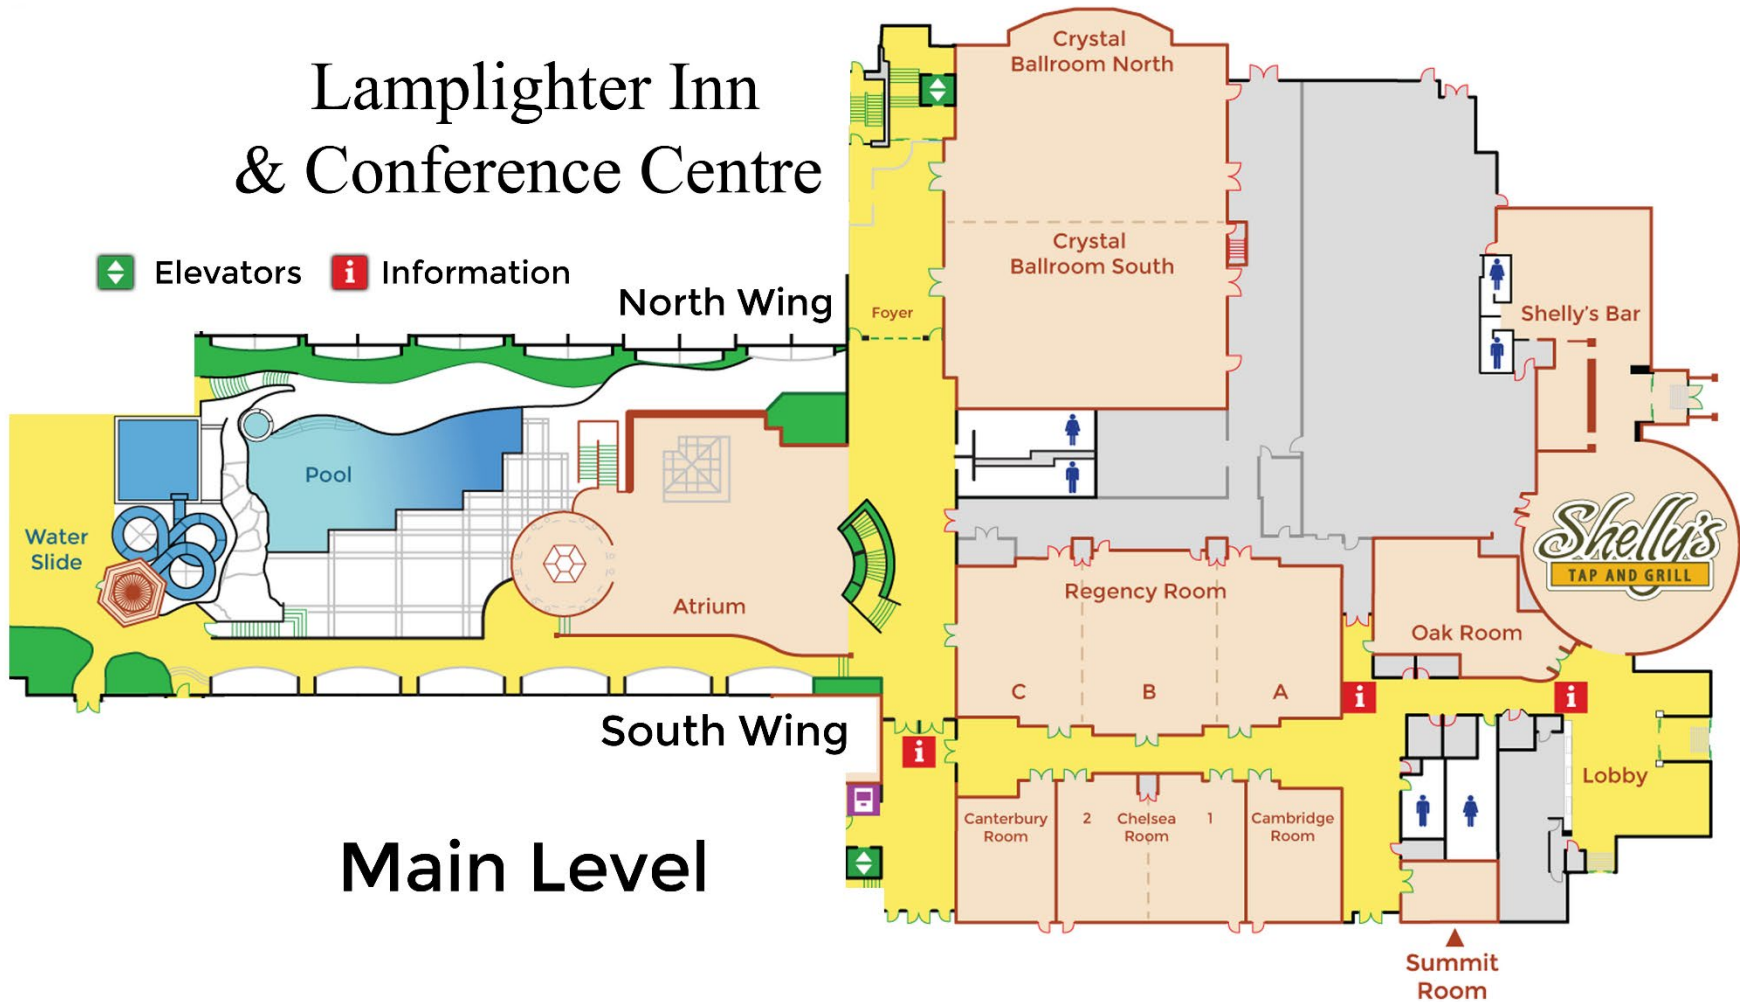 Lamplighter Inn
& Conference Centre
Elevators
i
Information
North Wing
Crystal
Ballroom North
Crystal
Ballroom South
Foyer
Shelly's Bar
Pool
Water
Slide
Atrium
Shelly's
TAP AND GRILL
Regency Room
C
B
A
Oak Room
i
i
South Wing
i
Lobby
Canterbury
Room
2
Chelsea
Room
1
Cambridge
Room
Main Level
Summit
Room